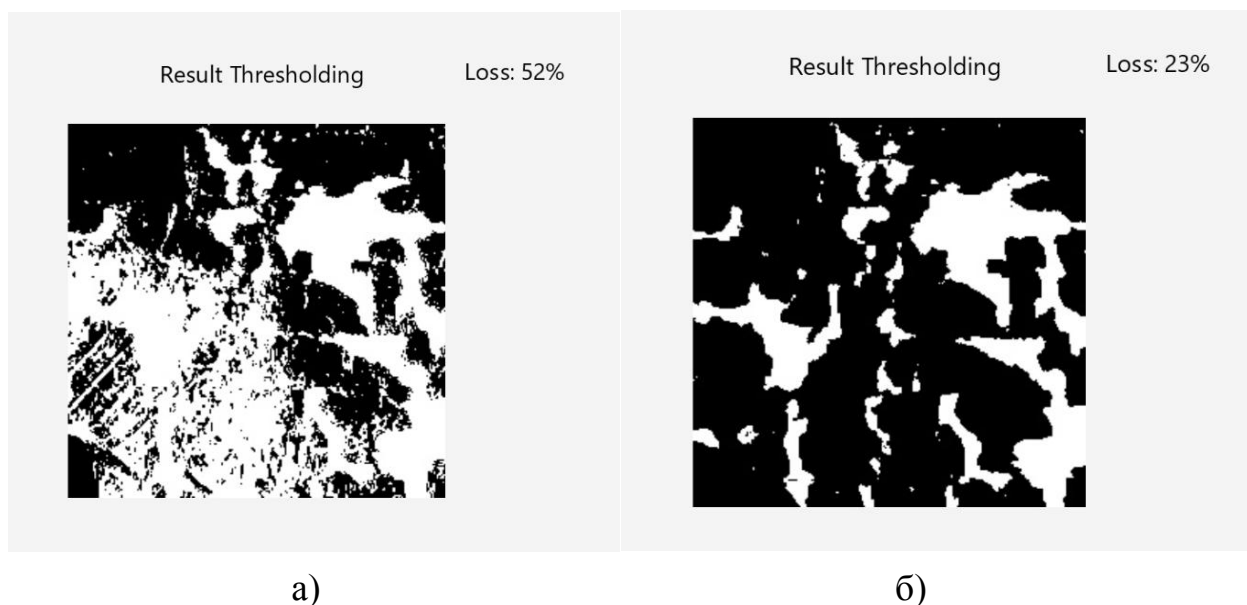 Result Thresholding
Loss: 52%
Result Thresholding
Loss: 23%
а)
б)